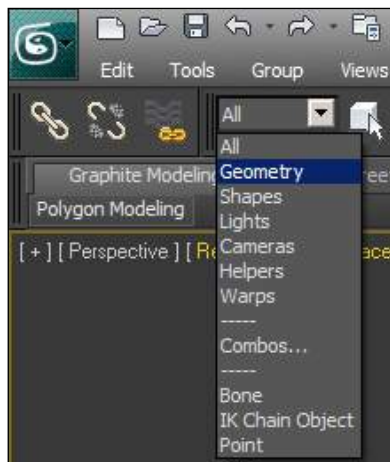 Edit Tools Group Views
All
All
Graphite Modeling
Geometry
Shapes
Polygon Modeling
Lights
[ + ] [ Perspective ] [
Cameras
Helpers
Warps
-----
Combos...
-----
Bone
IK Chain Object
Point